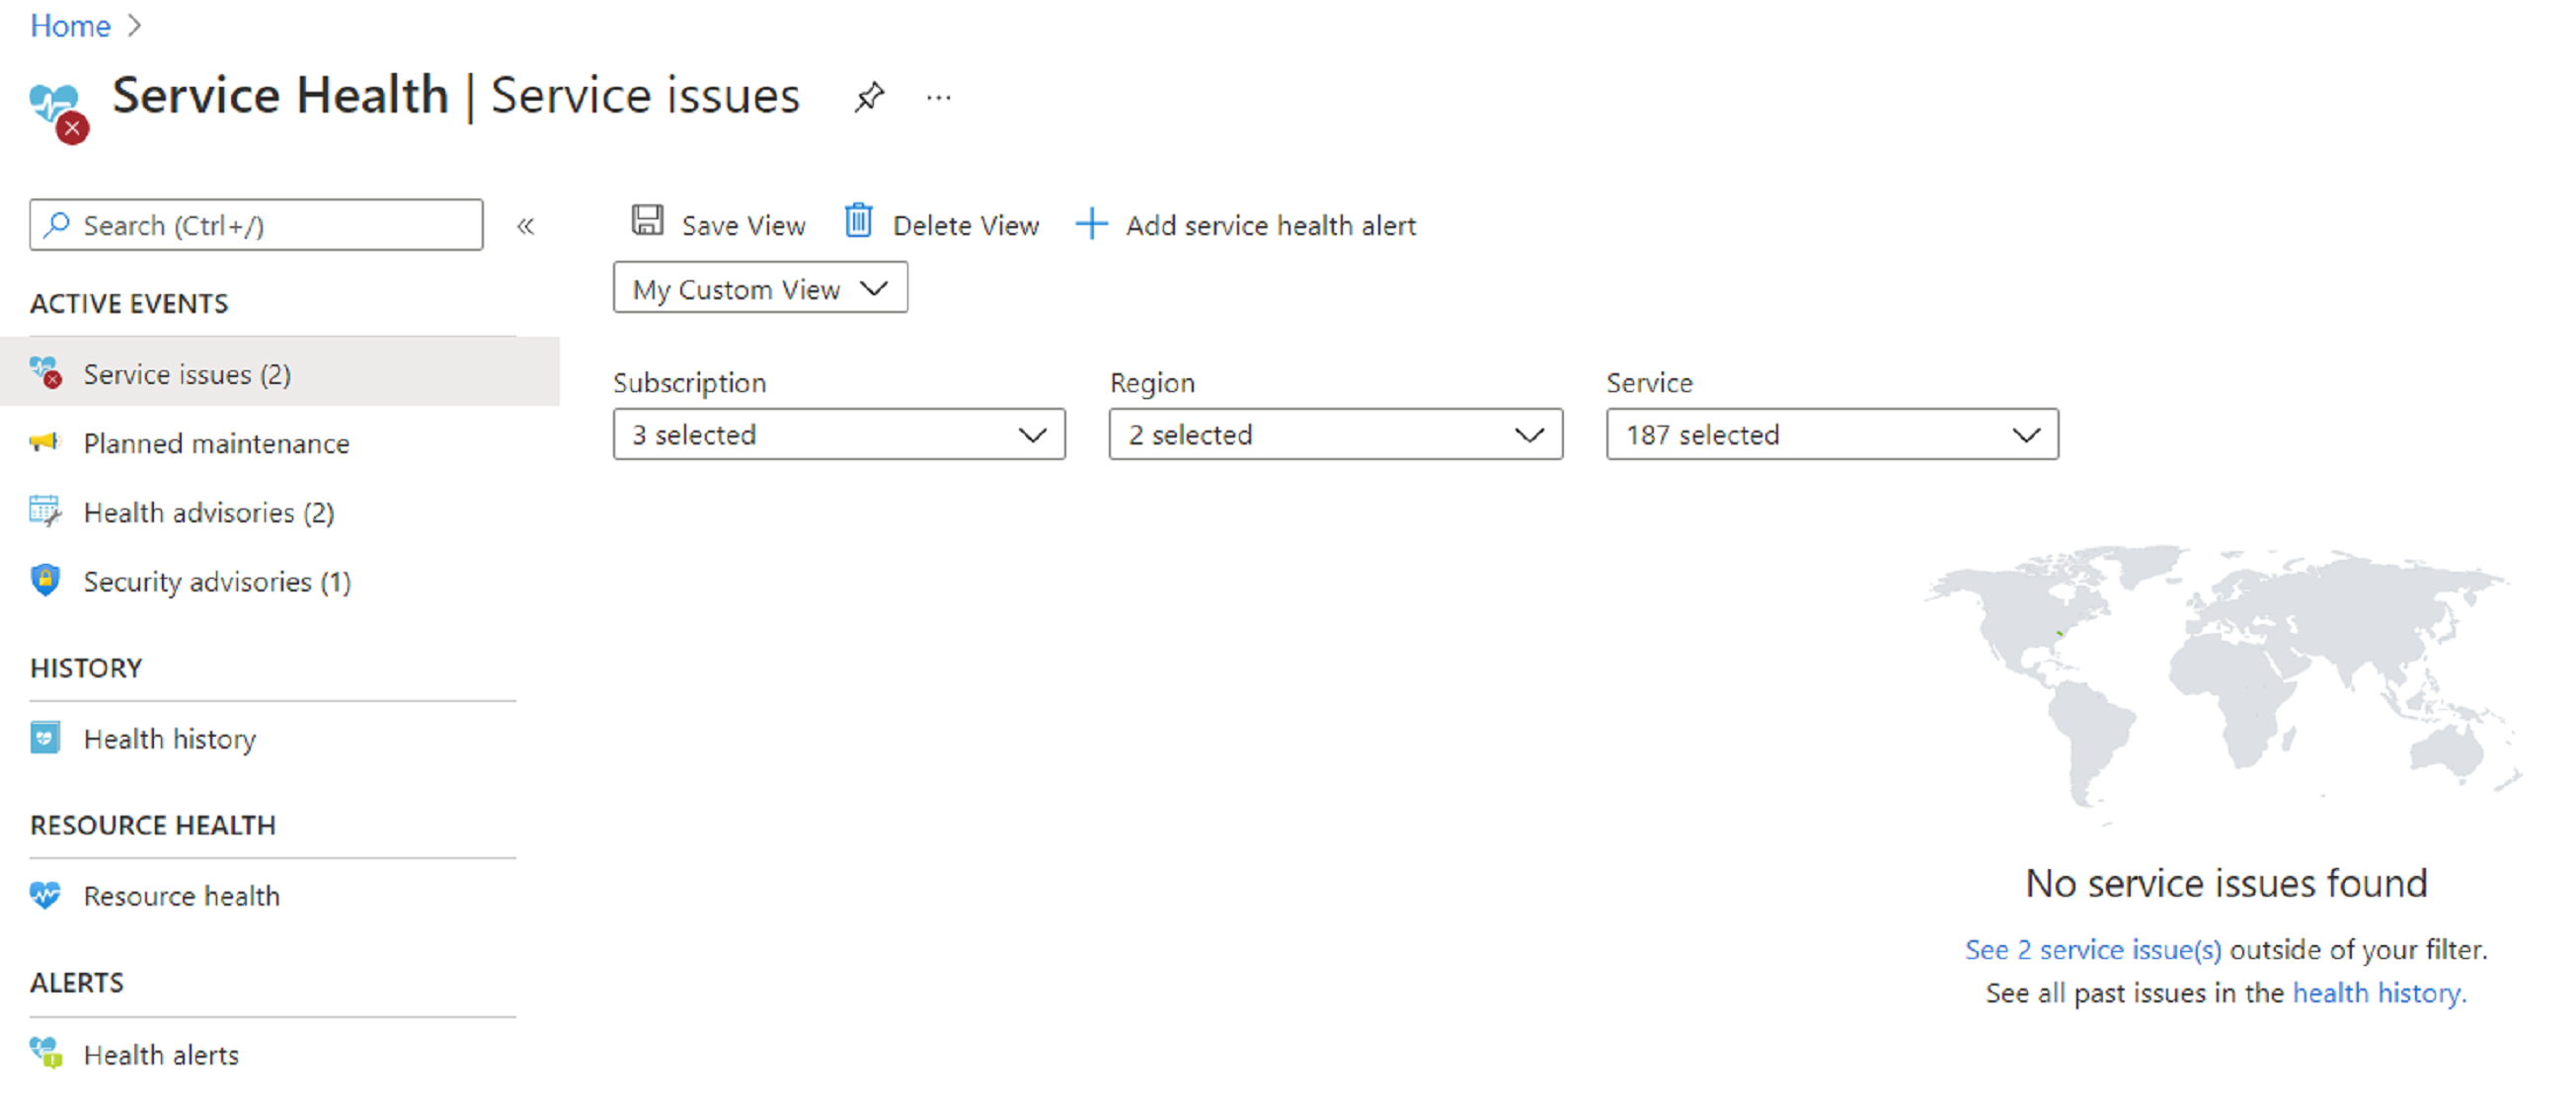 Home
Service Health | Service issues
Search (Ctrl+/)
Save View
Delete View
Add service health alert
My Custom View
ACTIVE EVENTS
Service issues (2)
Planned maintenance
Health advisories (2)
Security advisories (1)
HISTORY
Health history
RESOURCE HEALTH
Resource health
ALERTS
Health alerts
Subscription
3 selected
Region
2 selected
Service
187 selected
No service issues found
See 2 service issue(s) outside of your filter.
See all past issues in the health history.